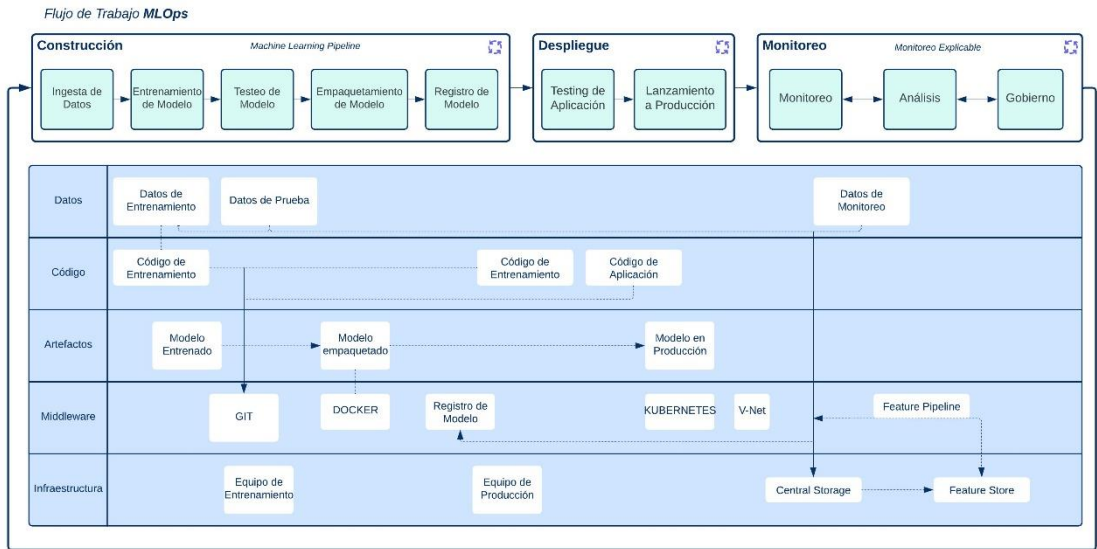 Flujo de Trabajo MLOps
Construcción
Machine Learning Pipeline
Ingesta de
Datos
Entrenamiento
de Modelo
Testeo de
Modelo
Empaquetamiento
de Modelo
Registro de
Modelo
Despliegue
Testing de
Aplicación
Lanzamiento
a Producción
Monitoreo
Monitoreo Explicable
Monitoreo
Análisis
Gobierno
Datos
Datos de
Entrenamiento
Datos de Prueba
Datos de
Monitoreo
Código
Código de
Entrenamiento
Código de
Entrenamiento
Código de
Aplicación
Artefactos
Modelo
Entrenado
Modelo
empaquetado
Modelo en
Producción
Middleware
GIT
DOCKER
Registro de
Modelo
KUBERNETES
V-Net
Feature Pipeline
Infraestructura
Equipo de
Entrenamiento
Equipo de
Producción
Central Storage
Feature Store